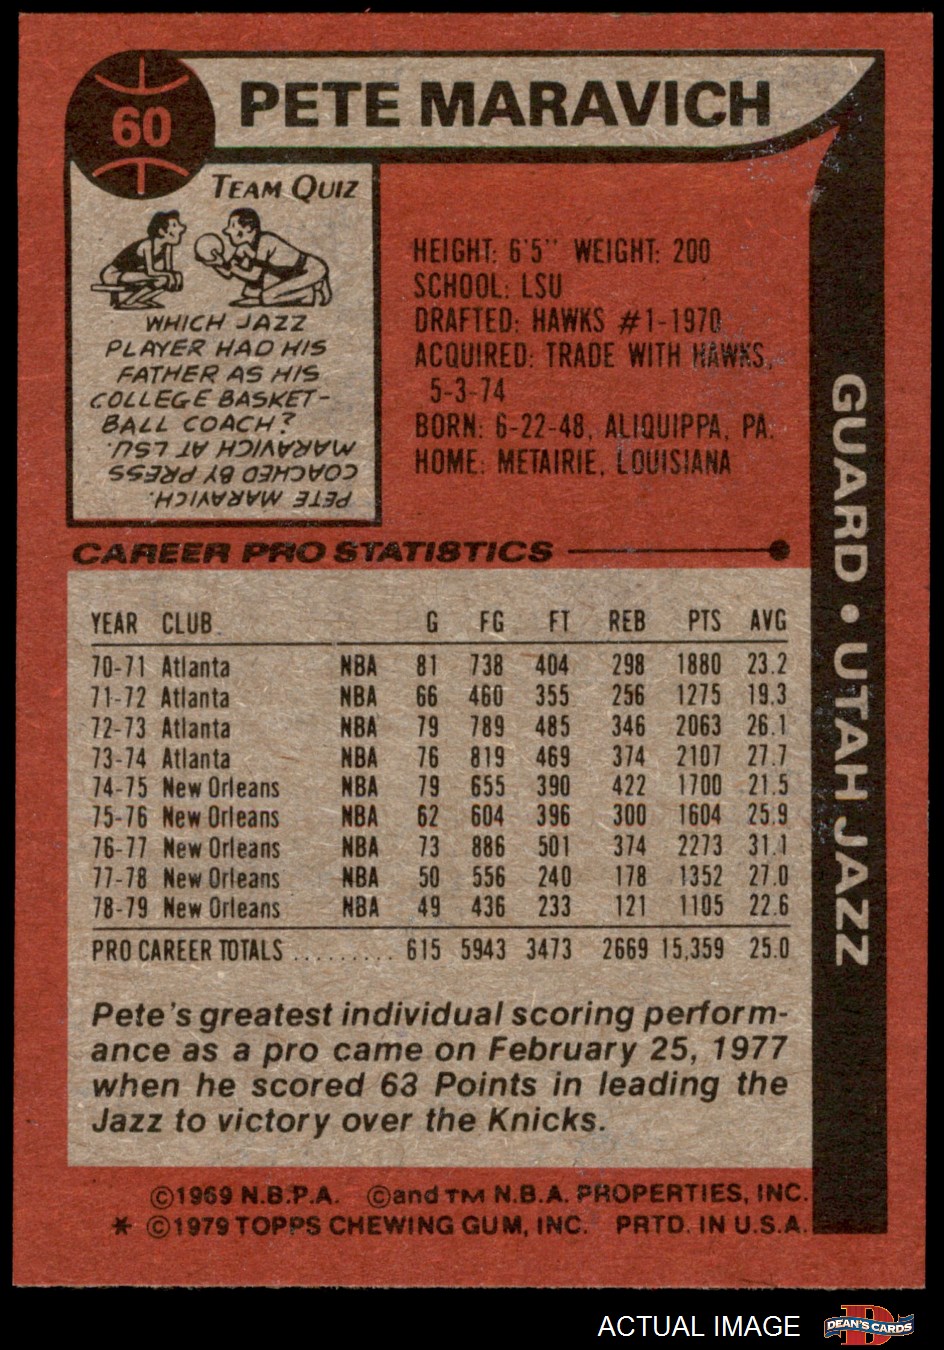 60
PETE MARAVICH
TEAM QUIZ
WHICH JAZZ
PLAYER HAD HIS
FATHER AS HIS
COLLEGE BASKET-
BALL COACH?
PETE MARAVICH.
COACHED BY PRESS
MARAVICH AT LSU.
HEIGHT: 6'5" WEIGHT: 200
SCHOOL: LSU
DRAFTED: HAWKS #1-1970
ACQUIRED: TRADE WITH HAWKS,
5-3-74
BORN: 6-22-48, ALIQUIPPA, PA.
HOME: METAIRIE, LOUISIANA
GUARD • UTAH JAZZ
CAREER PRO STATISTICS
YEAR CLUB G FG FT REB PTS AVG
70-71 Atlanta NBA 81 738 404 298 1880 23.2
71-72 Atlanta NBA 66 460 355 256 1275 19.3
72-73 Atlanta NBA 79 789 485 346 2063 26.1
73-74 Atlanta NBA 76 819 469 374 2107 27.7
74-75 New Orleans NBA 79 655 390 422 1700 21.5
75-76 New Orleans NBA 62 604 396 300 1604 25.9
76-77 New Orleans NBA 73 886 501 374 2273 31.1
77-78 New Orleans NBA 50 556 240 178 1352 27.0
78-79 New Orleans NBA 49 436 233 121 1105 22.6
PRO CAREER TOTALS ......... 615 5943 3473 2669 15,359 25.0
Pete's greatest individual scoring perform-
ance as a pro came on February 25, 1977
when he scored 63 Points in leading the
Jazz to victory over the Knicks.
©1969 N.B.P.A. ©and TM N.B.A. PROPERTIES, INC.
* ©1979 TOPPS CHEWING GUM, INC. PRTD. IN U.S.A.
ACTUAL IMAGE
D
DEAN'S CARDS